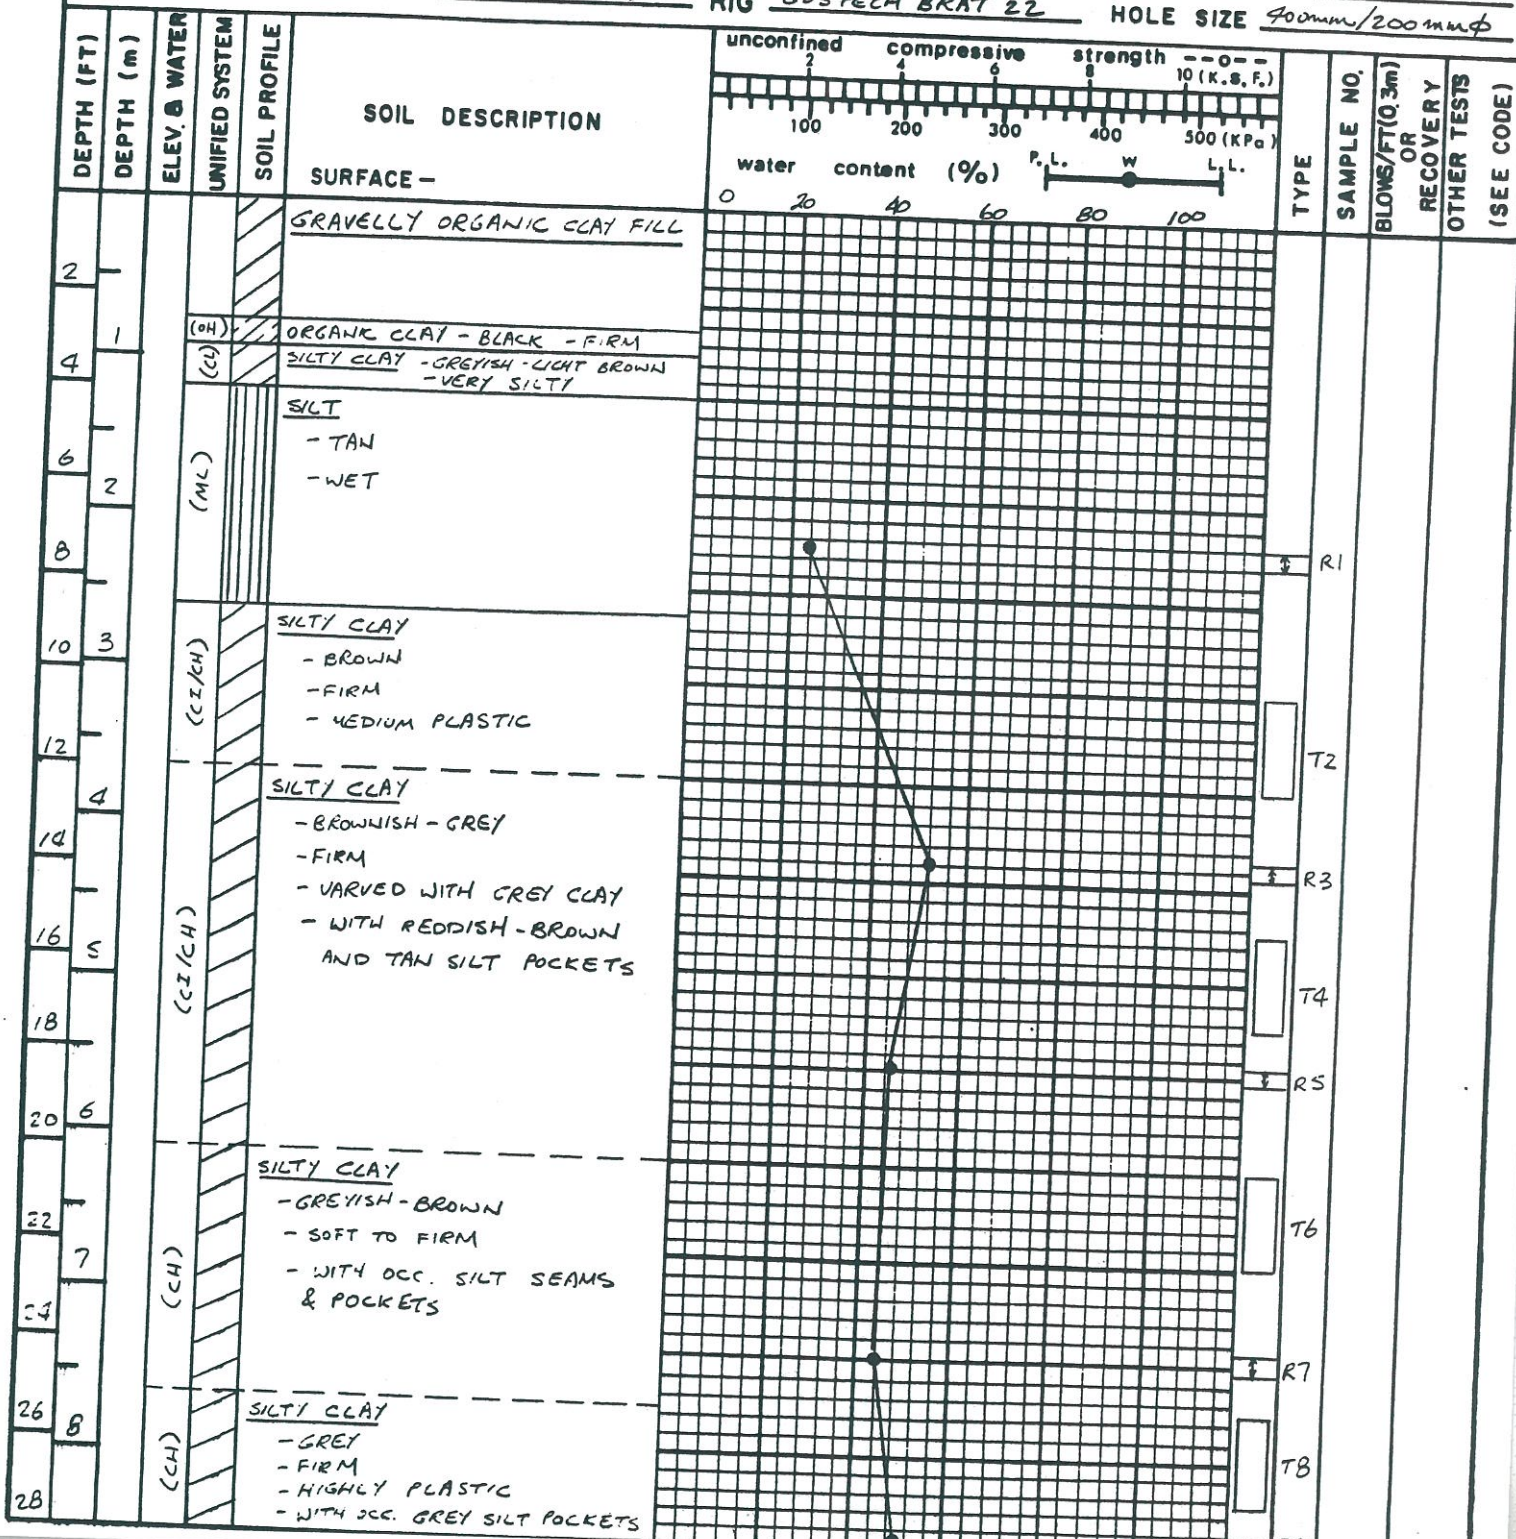 RIG BRAT 22 HOLE SIZE 400mm/200mmϕ
DEPTH (FT)
DEPTH (m)
ELEV. & WATER
UNIFIED SYSTEM
SOIL PROFILE
SOIL DESCRIPTION
SURFACE –
unconfined compressive strength --o--
2 4 6 8 10 (K.S.F.)
100 200 300 400 500 (KPa)
water content (%) P.L. W L.L.
0 20 40 60 80 100
TYPE
SAMPLE NO.
BLOWS/FT(0.3m)
OR
RECOVERY
OTHER TESTS
(SEE CODE)
GRAVELLY ORGANIC CLAY FILL
2
1
(OH) ORGANIC CLAY - BLACK - FIRM
4
(CL) SILTY CLAY - GREYISH - LIGHT BROWN
- VERY SILTY
SILT
- TAN
- WET
6
2
(ML)
8
R1
SILTY CLAY
- BROWN
- FIRM
- MEDIUM PLASTIC
10 3
(CI/CH)
12
T2
SILTY CLAY
- BROWNISH - GREY
- FIRM
- VARVED WITH GREY CLAY
- WITH REDDISH - BROWN
AND TAN SILT POCKETS
4
14
R3
16 5
(CI/CH)
T4
18
R5
20 6
SILTY CLAY
- GREYISH - BROWN
- SOFT TO FIRM
- WITH OCC. SILT SEAMS
& POCKETS
22
T6
7
(CH)
24
R7
SILTY CLAY
- GREY
- FIRM
- HIGHLY PLASTIC
- WITH OCC. GREY SILT POCKETS
26 8
(CH)
T8
28